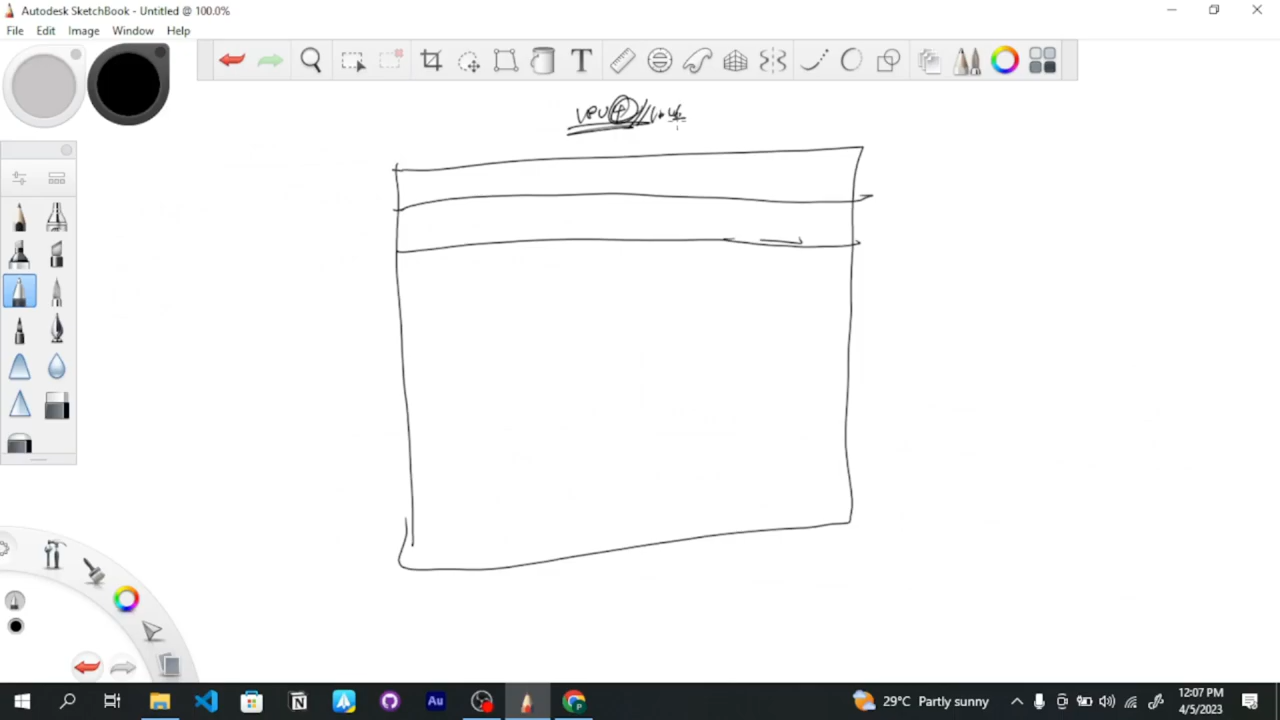 Autodesk SketchBook - Untitled @ 100.0%
File Edit Image Window Help
T
Au
29°C Partly sunny
12:07 PM
4/5/2023